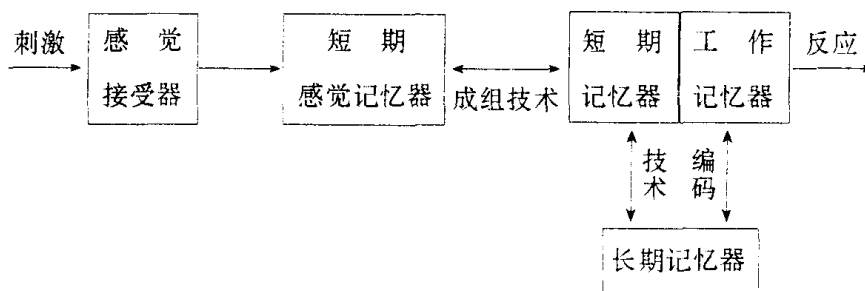 刺激
感觉
接受器
短期
感觉记忆器
成组技术
短期
记忆器
工作
记忆器
反应
技术
编码
长期记忆器